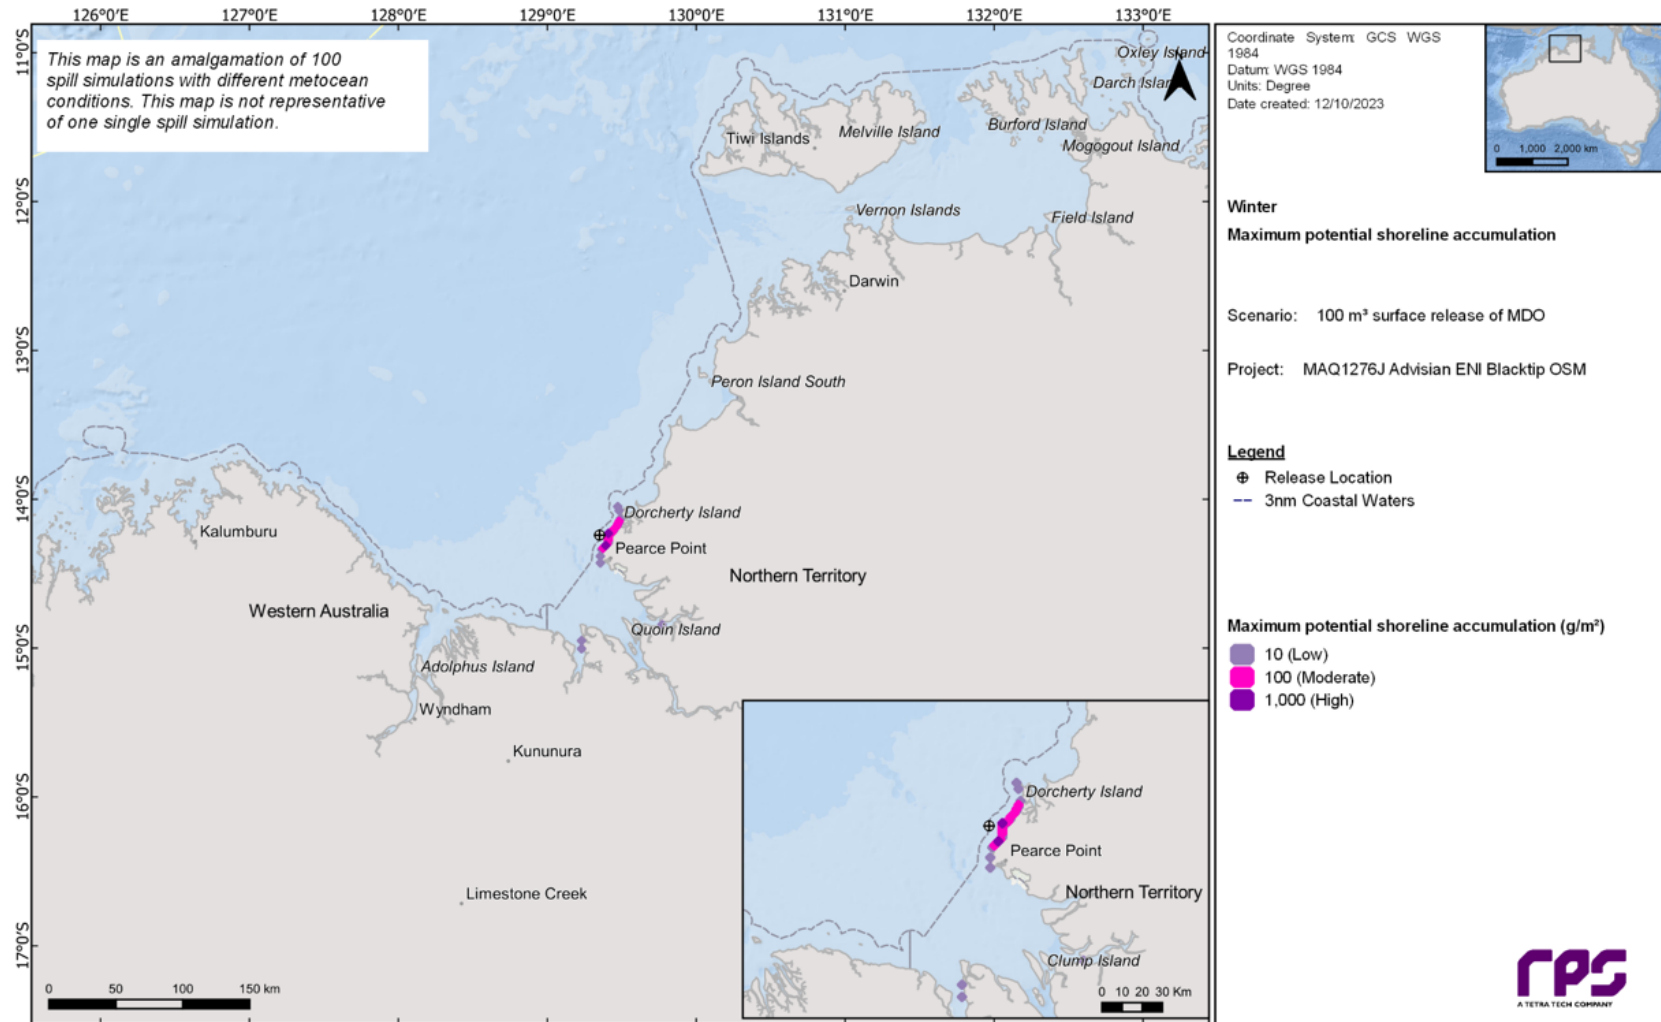 126°0'E 127°0'E 128°0'E 129°0'E 130°0'E 131°0'E 132°0'E 133°0'E
11°0'S
12°0'S
13°0'S
14°0'S
15°0'S
16°0'S
17°0'S
This map is an amalgamation of 100
spill simulations with different metocean
conditions. This map is not representative
of one single spill simulation.
Oxley Island
Darch Islan
Burford Island
Mogogout Island
Tiwi Islands
Melville Island
Vernon Islands
Field Island
Darwin
Peron Island South
Dorcherty Island
Pearce Point
Northern Territory
Kalumburu
Western Australia
Quoin Island
Adolphus Island
Wyndham
Kununura
Limestone Creek
0 50 100 150 km
Dorcherty Island
Pearce Point
Northern Territory
Clump Island
0 10 20 30 Km
Coordinate System: GCS WGS
1984
Datum: WGS 1984
Units: Degree
Date created: 12/10/2023
0 1,000 2,000 km
Winter
Maximum potential shoreline accumulation
Scenario: 100 m³ surface release of MDO
Project: MAQ1276J Advisian ENI Blacktip OSM
Legend
Release Location
3nm Coastal Waters
Maximum potential shoreline accumulation (g/m²)
10 (Low)
100 (Moderate)
1,000 (High)
rps
A TETRA TECH COMPANY